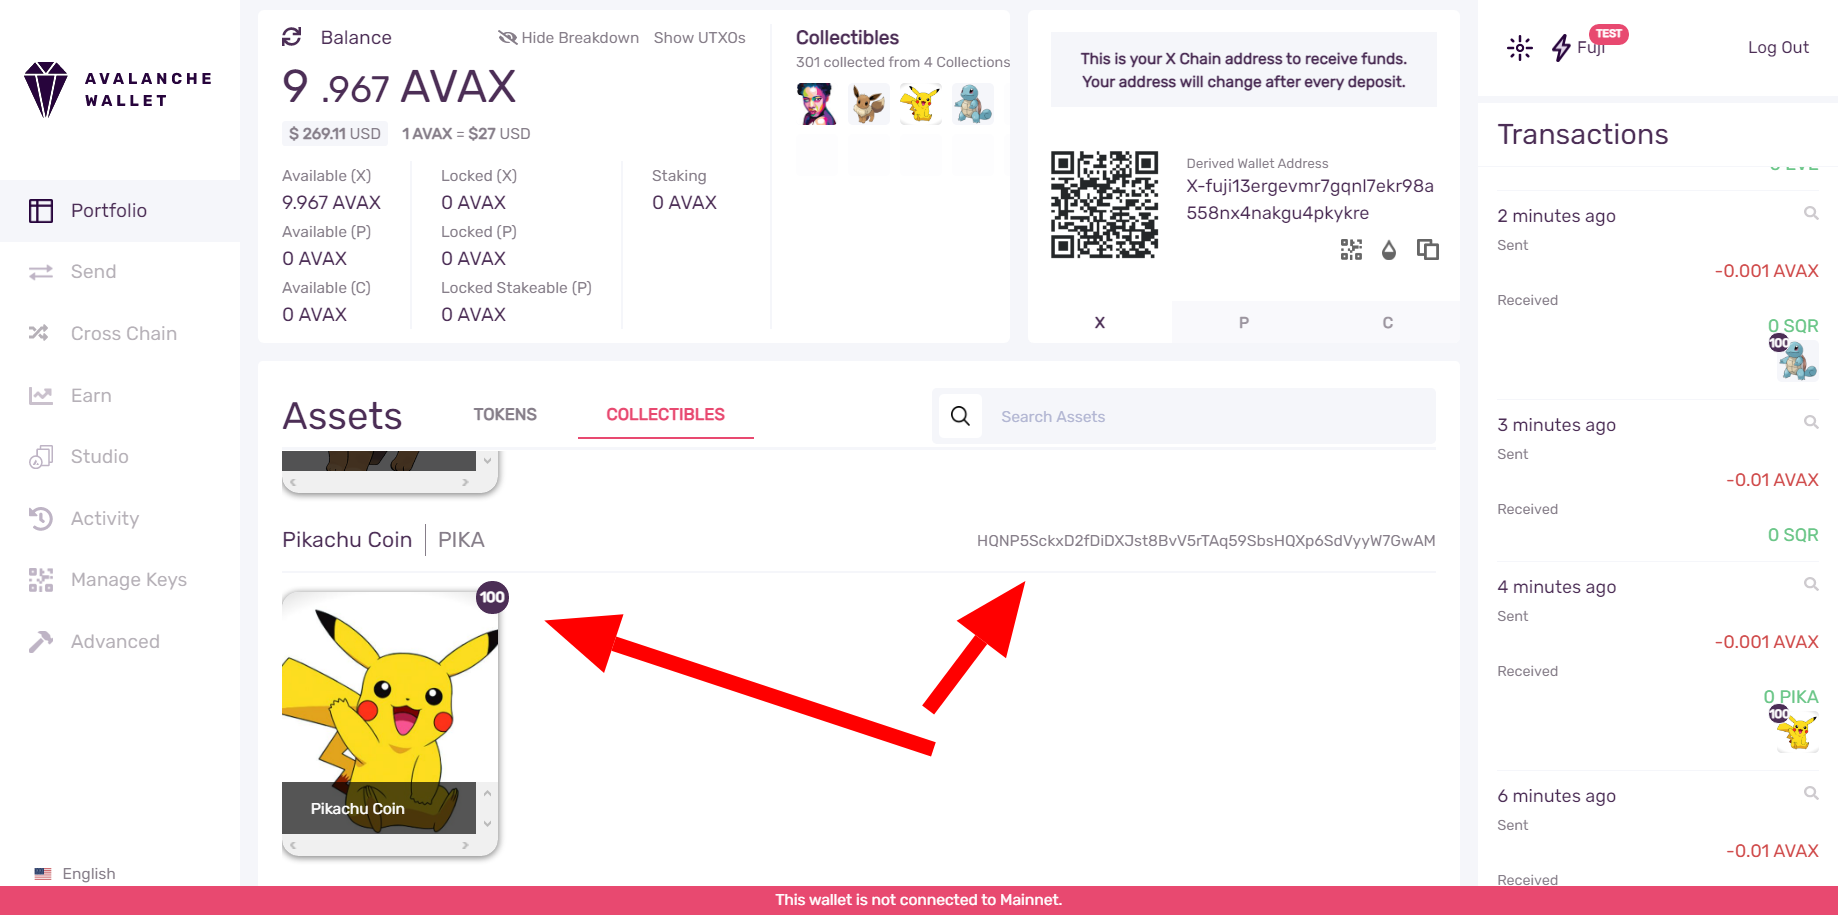 AVALANCHE
WALLET
Portfolio
Send
Cross Chain
Earn
Studio
Activity
Manage Keys
Advanced
English
Balance
Hide Breakdown
Show UTXOs
9 .967 AVAX
$ 269.11 USD
1 AVAX = $27 USD
Available (X)
9.967 AVAX
Available (P)
0 AVAX
Available (C)
0 AVAX
Locked (X)
0 AVAX
Locked (P)
0 AVAX
Locked Stakeable (P)
0 AVAX
Staking
0 AVAX
Collectibles
301 collected from 4 Collections
This is your X Chain address to receive funds.
Your address will change after every deposit.
Derived Wallet Address
X-fuji13ergevmr7gqnl7ekr98a
558nx4nakgu4pkykre
X
P
C
Assets
TOKENS
COLLECTIBLES
Search Assets
Pikachu Coin
PIKA
HQNP5SckxD2fDiDXJst8BvV5rTAq59SbsHQXp6SdVyyW7GwAM
100
Pikachu Coin
TEST
Fuji
Log Out
Transactions
2 minutes ago
Sent
-0.001 AVAX
Received
0 SQR
100
3 minutes ago
Sent
-0.01 AVAX
Received
0 SQR
4 minutes ago
Sent
-0.001 AVAX
Received
0 PIKA
100
6 minutes ago
Sent
-0.01 AVAX
Received
This wallet is not connected to Mainnet.